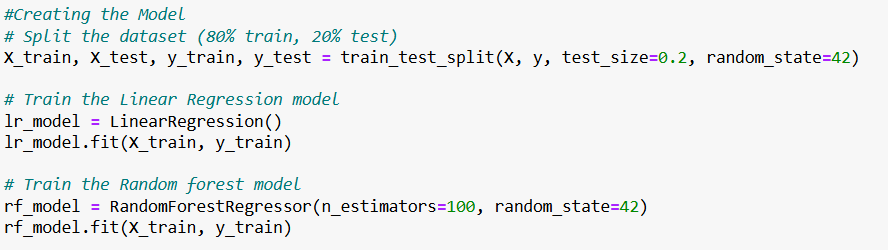 #Creating the Model
# Split the dataset (80% train, 20% test)
X_train, X_test, y_train, y_test = train_test_split(X, y, test_size=0.2, random_state=42)
# Train the Linear Regression model
lr_model = LinearRegression()
lr_model.fit(X_train, y_train)
# Train the Random forest model
rf_model = RandomForestRegressor(n_estimators=100, random_state=42)
rf_model.fit(X_train, y_train)